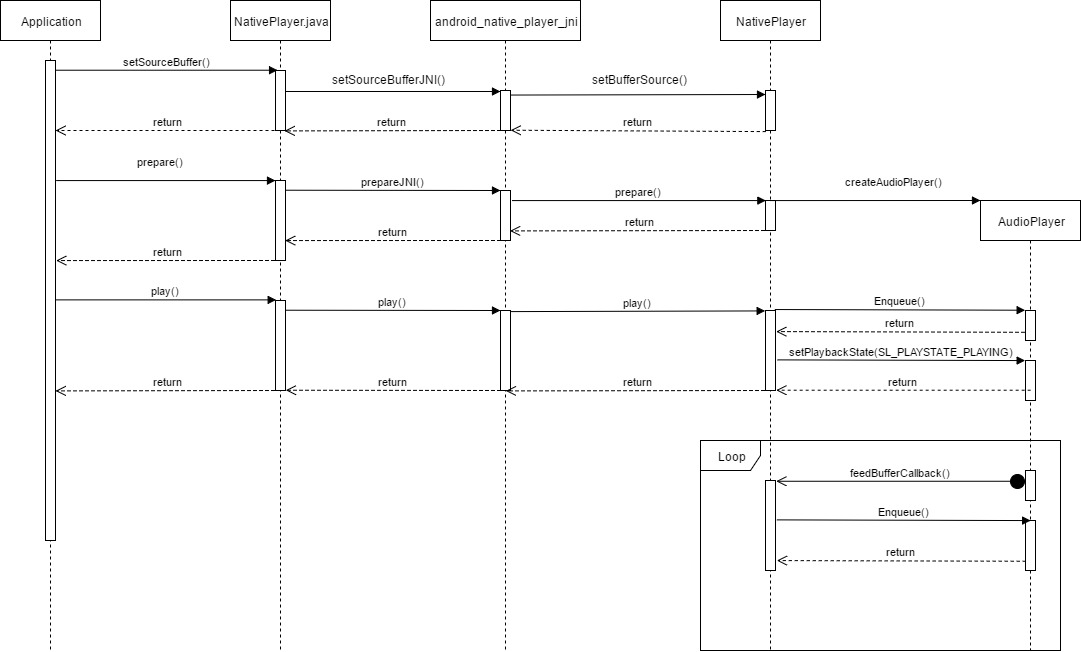 Application
NativePlayer.java
android_native_player_jni
NativePlayer
setSourceBuffer()
setSourceBufferJNI()
setBufferSource()
return
return
return
prepare()
prepareJNI()
prepare()
createAudioPlayer()
AudioPlayer
return
return
return
play()
play()
play()
Enqueue()
return
setPlaybackState(SL_PLAYSTATE_PLAYING)
return
return
return
return
Loop
feedBufferCallback()
Enqueue()
return